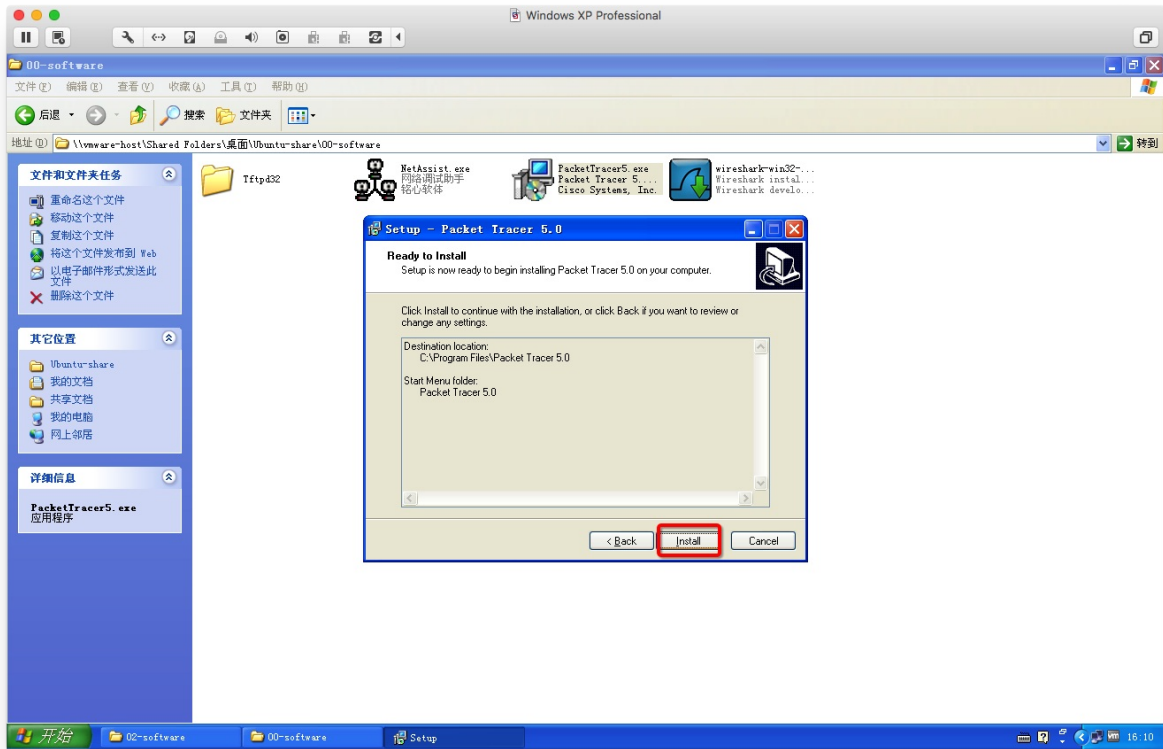 Windows XP Professional
00-software
文件(F) 编辑(E) 查看(V) 收藏(A) 工具(T) 帮助(H)
后退 搜索 文件夹
地址(D) \\vmware-host\Shared Folders\桌面\Ubuntu-share\00-software 转到
文件和文件夹任务
重命名这个文件
移动这个文件
复制这个文件
将这个文件发布到 Web
以电子邮件形式发送此
文件
删除这个文件
其它位置
Ubuntu-share
我的文档
共享文档
我的电脑
网上邻居
详细信息
PacketTracer5.exe
应用程序
Tftpd32
NetAssist.exe
网络调试助手
铭心软体
PacketTracer5.exe
Packet Tracer 5....
Cisco Systems, Inc.
wireshark-win32-...
Wireshark instal...
Wireshark develo...
Setup - Packet Tracer 5.0
Ready to Install
Setup is now ready to begin installing Packet Tracer 5.0 on your computer.
Click Install to continue with the installation, or click Back if you want to review or
change any settings.
Destination location:
C:\Program Files\Packet Tracer 5.0
Start Menu folder:
Packet Tracer 5.0
< Back Install Cancel
开始 02-software 00-software Setup 16:10